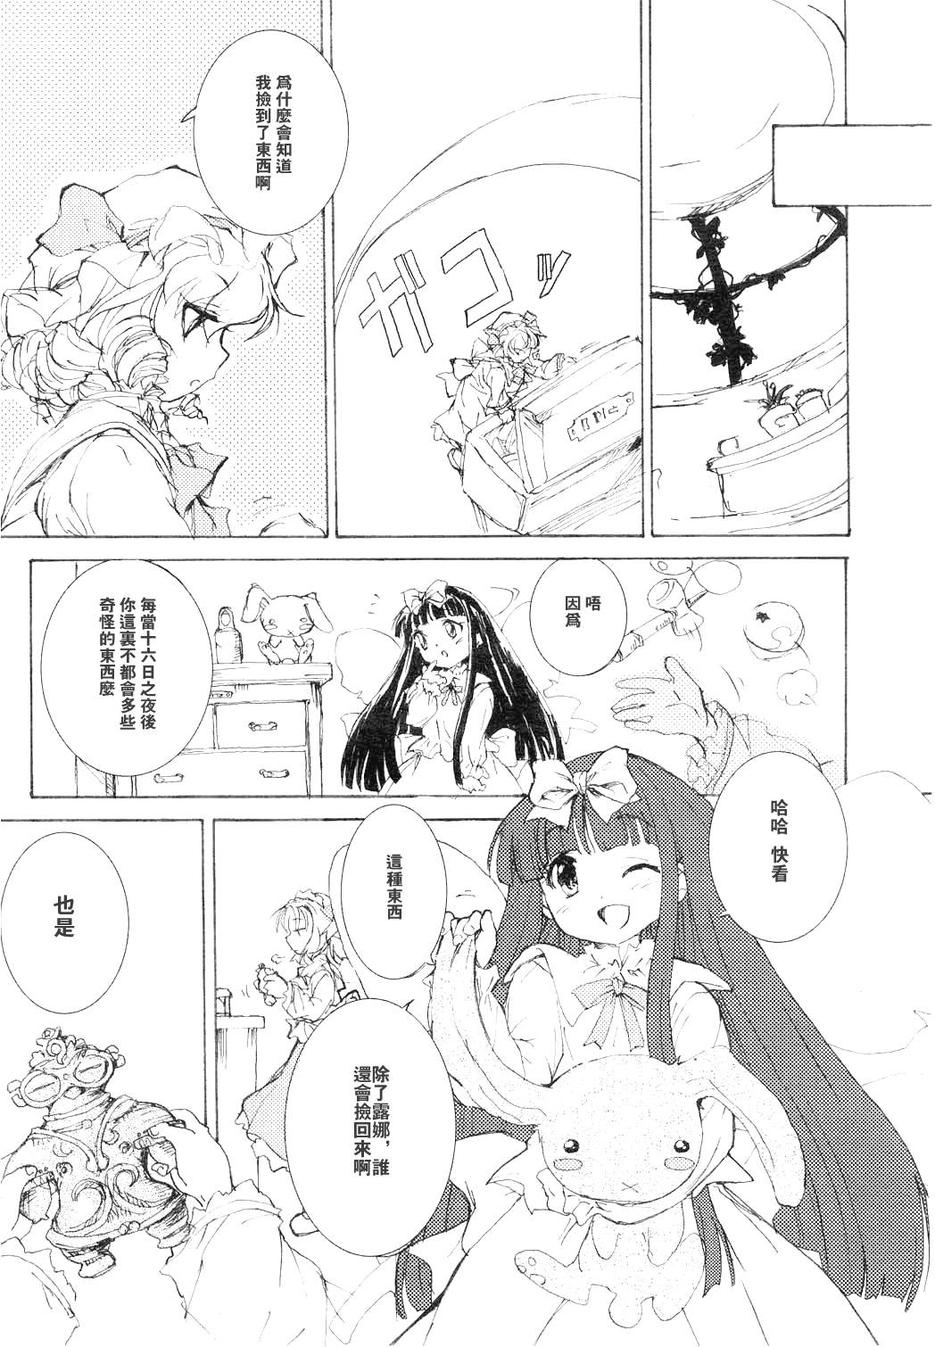 ガコッ
爲什麼會知道
我撿到了東西啊
唔
因爲
每當十六日之夜後
你這裏不都會多些
奇怪的東西麼
哈哈 快看
這種東西
除了露娜，誰
還會撿回來啊
也是